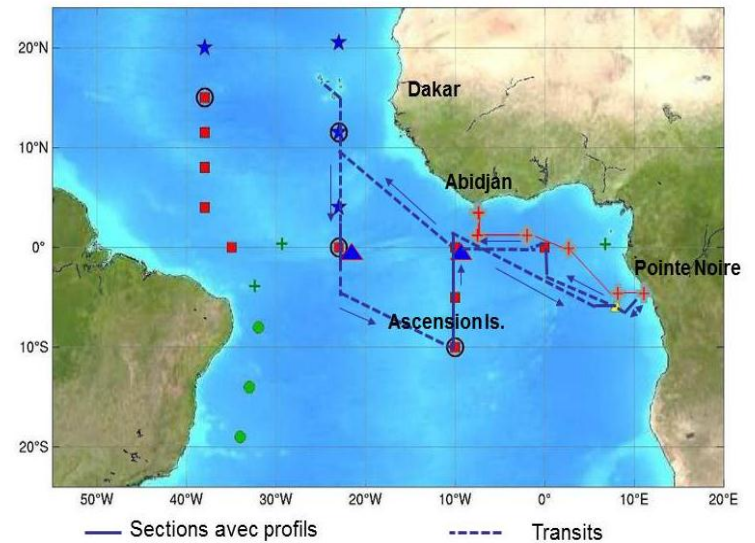 20°N
Dakar
10°N
Abidjan
0°
Pointe Noire
Ascension Is.
10°S
20°S
50°W 40°W 30°W 20°W 10°W 0° 10°E 20°E
Sections avec profils Transits